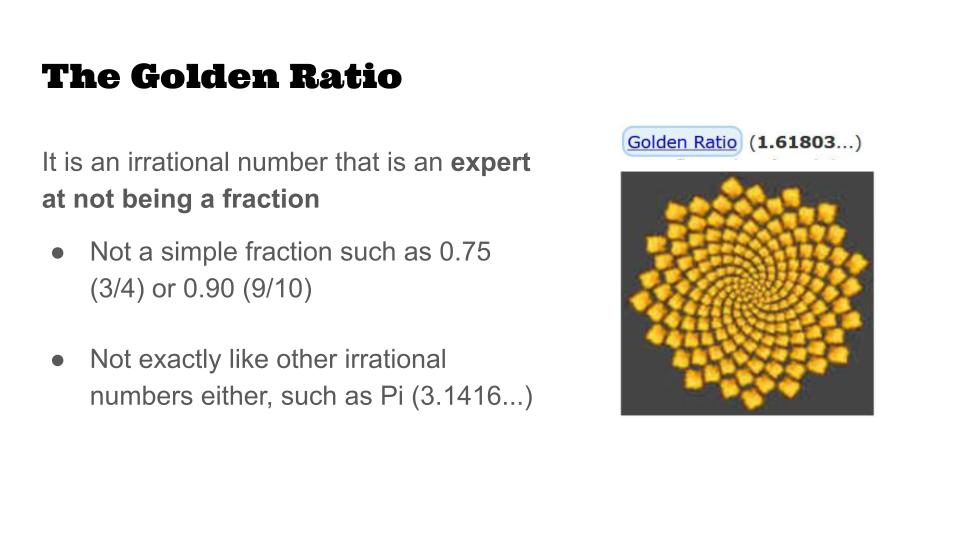 The Golden Ratio
It is an irrational number that is an expert
at not being a fraction
● Not a simple fraction such as 0.75
(3/4) or 0.90 (9/10)
● Not exactly like other irrational
numbers either, such as Pi (3.1416...)
Golden Ratio (1.61803...)